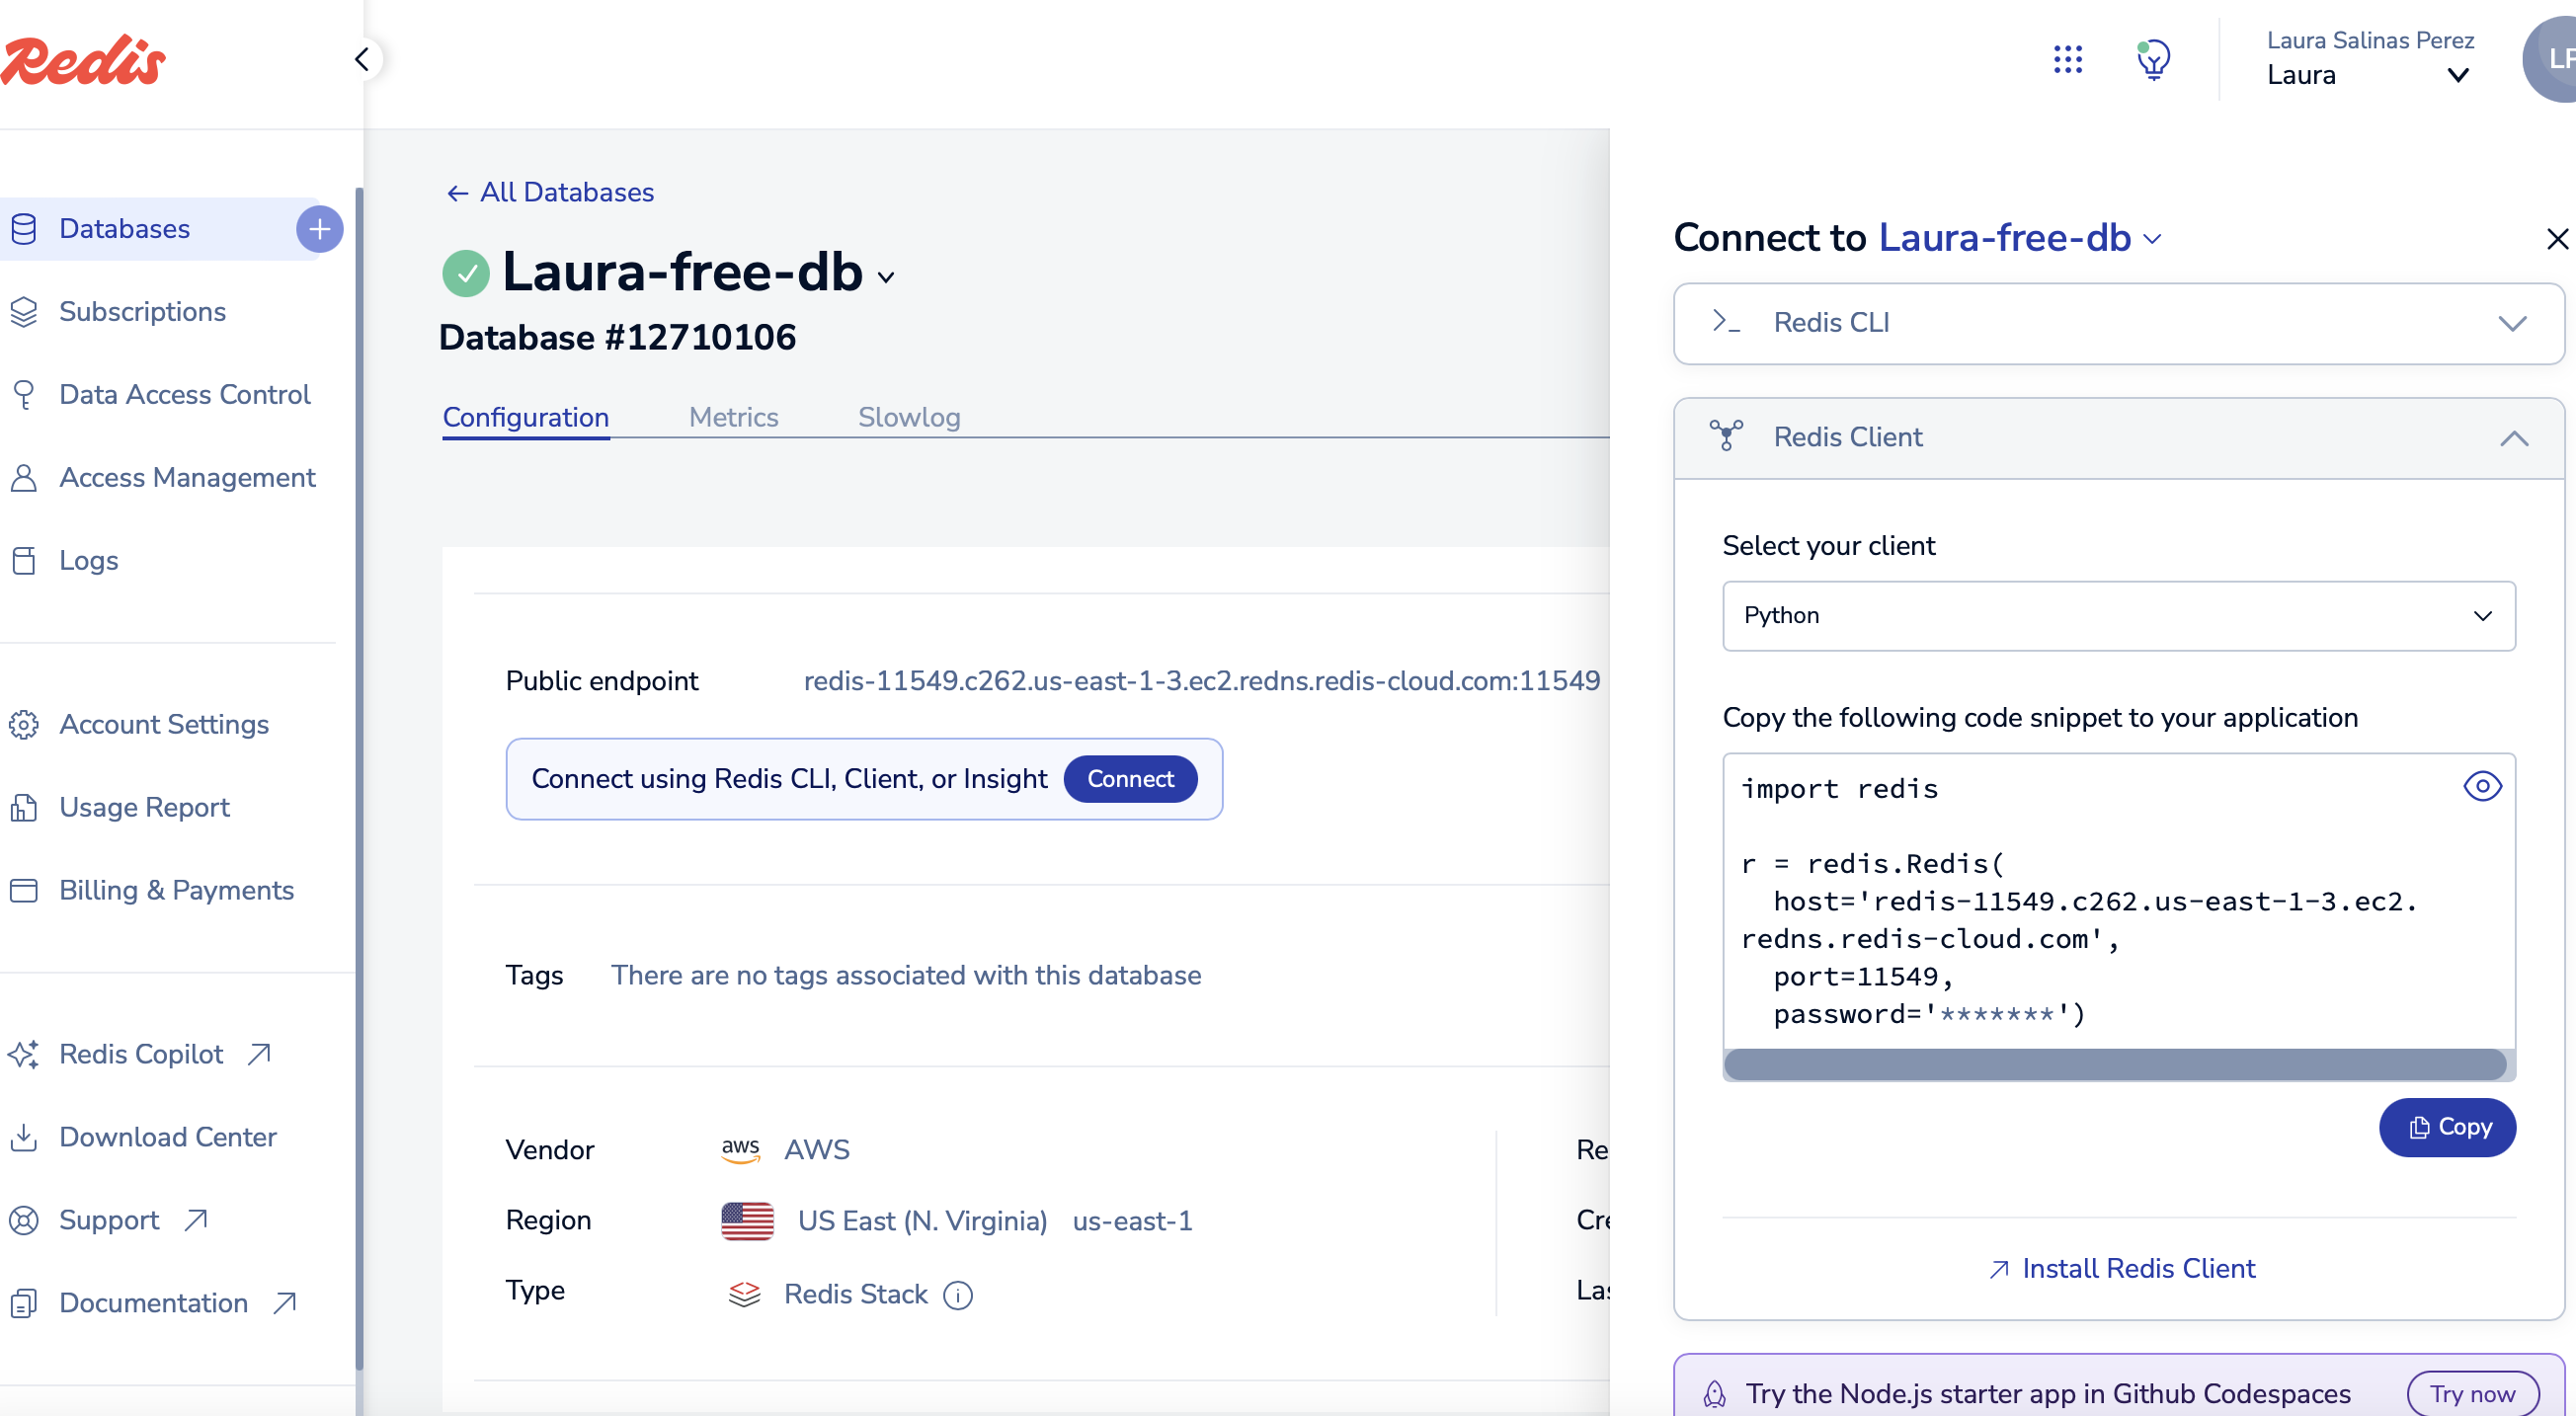 Redis
Laura Salinas Perez
Laura
Databases
Subscriptions
Data Access Control
Access Management
Logs
Account Settings
Usage Report
Billing & Payments
Redis Copilot
Download Center
Support
Documentation
All Databases
Laura-free-db
Database #12710106
Configuration Metrics Slowlog
Public endpoint redis-11549.c262.us-east-1-3.ec2.redns.redis-cloud.com:11549
Connect using Redis CLI, Client, or Insight Connect
Tags There are no tags associated with this database
Vendor aws AWS
Region US East (N. Virginia) us-east-1
Type Redis Stack
Connect to Laura-free-db
>_ Redis CLI
Redis Client
Select your client
Python
Copy the following code snippet to your application
import redis
r = redis.Redis(
host='redis-11549.c262.us-east-1-3.ec2.
redns.redis-cloud.com',
port=11549,
password='*******')
Copy
Install Redis Client
Try the Node.js starter app in Github Codespaces Try now